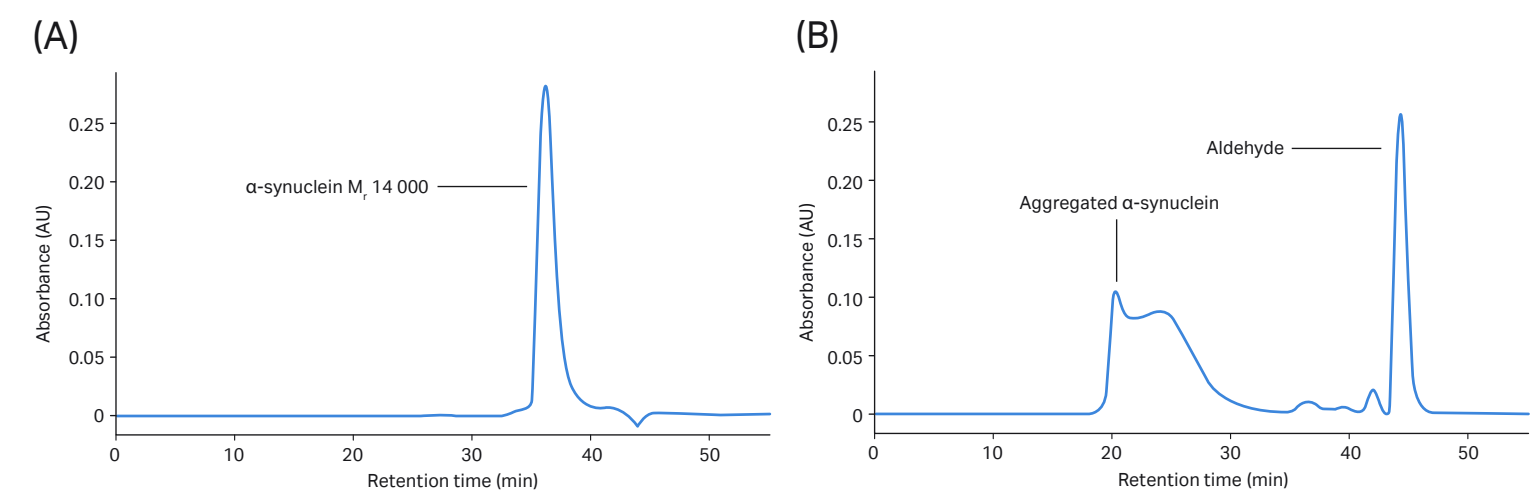 (A)
0.25
0.20
0.15
0.10
0.05
0
Absorbance (AU)
α-synuclein Mr 14 000
0 10 20 30 40 50
Retention time (min)
(B)
0.25
0.20
0.15
0.10
0.05
0
Absorbance (AU)
Aldehyde
Aggregated α-synuclein
0 10 20 30 40 50
Retention time (min)